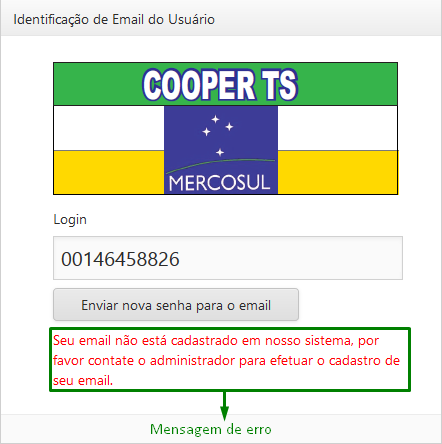 Identificação de Email do Usuário
COOPER TS
MERCOSUL
Login
00146458826
Enviar nova senha para o email
Seu email não está cadastrado em nosso sistema, por
favor contate o administrador para efetuar o cadastro de
seu email.
Mensagem de erro